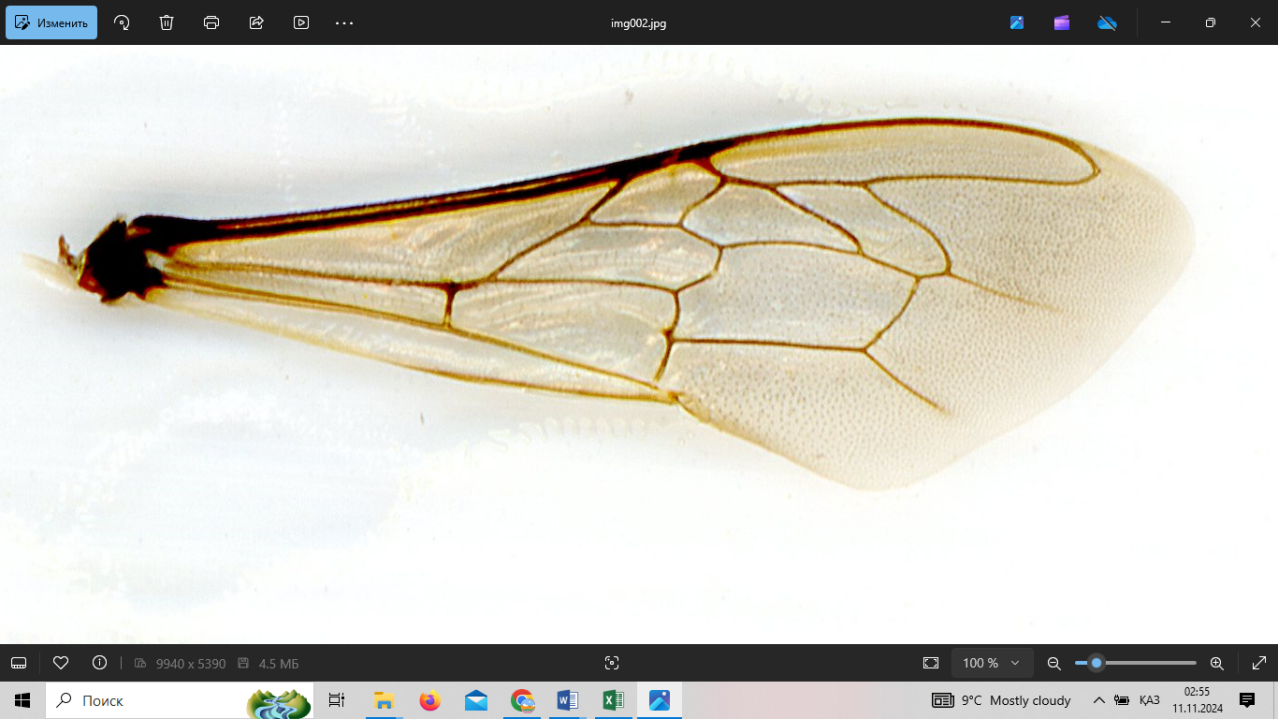 Изменить
img002.jpg
9940 x 5390
4.5 МБ
100 %
Поиск
9°C Mostly cloudy
ҚАЗ
02:55
11.11.2024